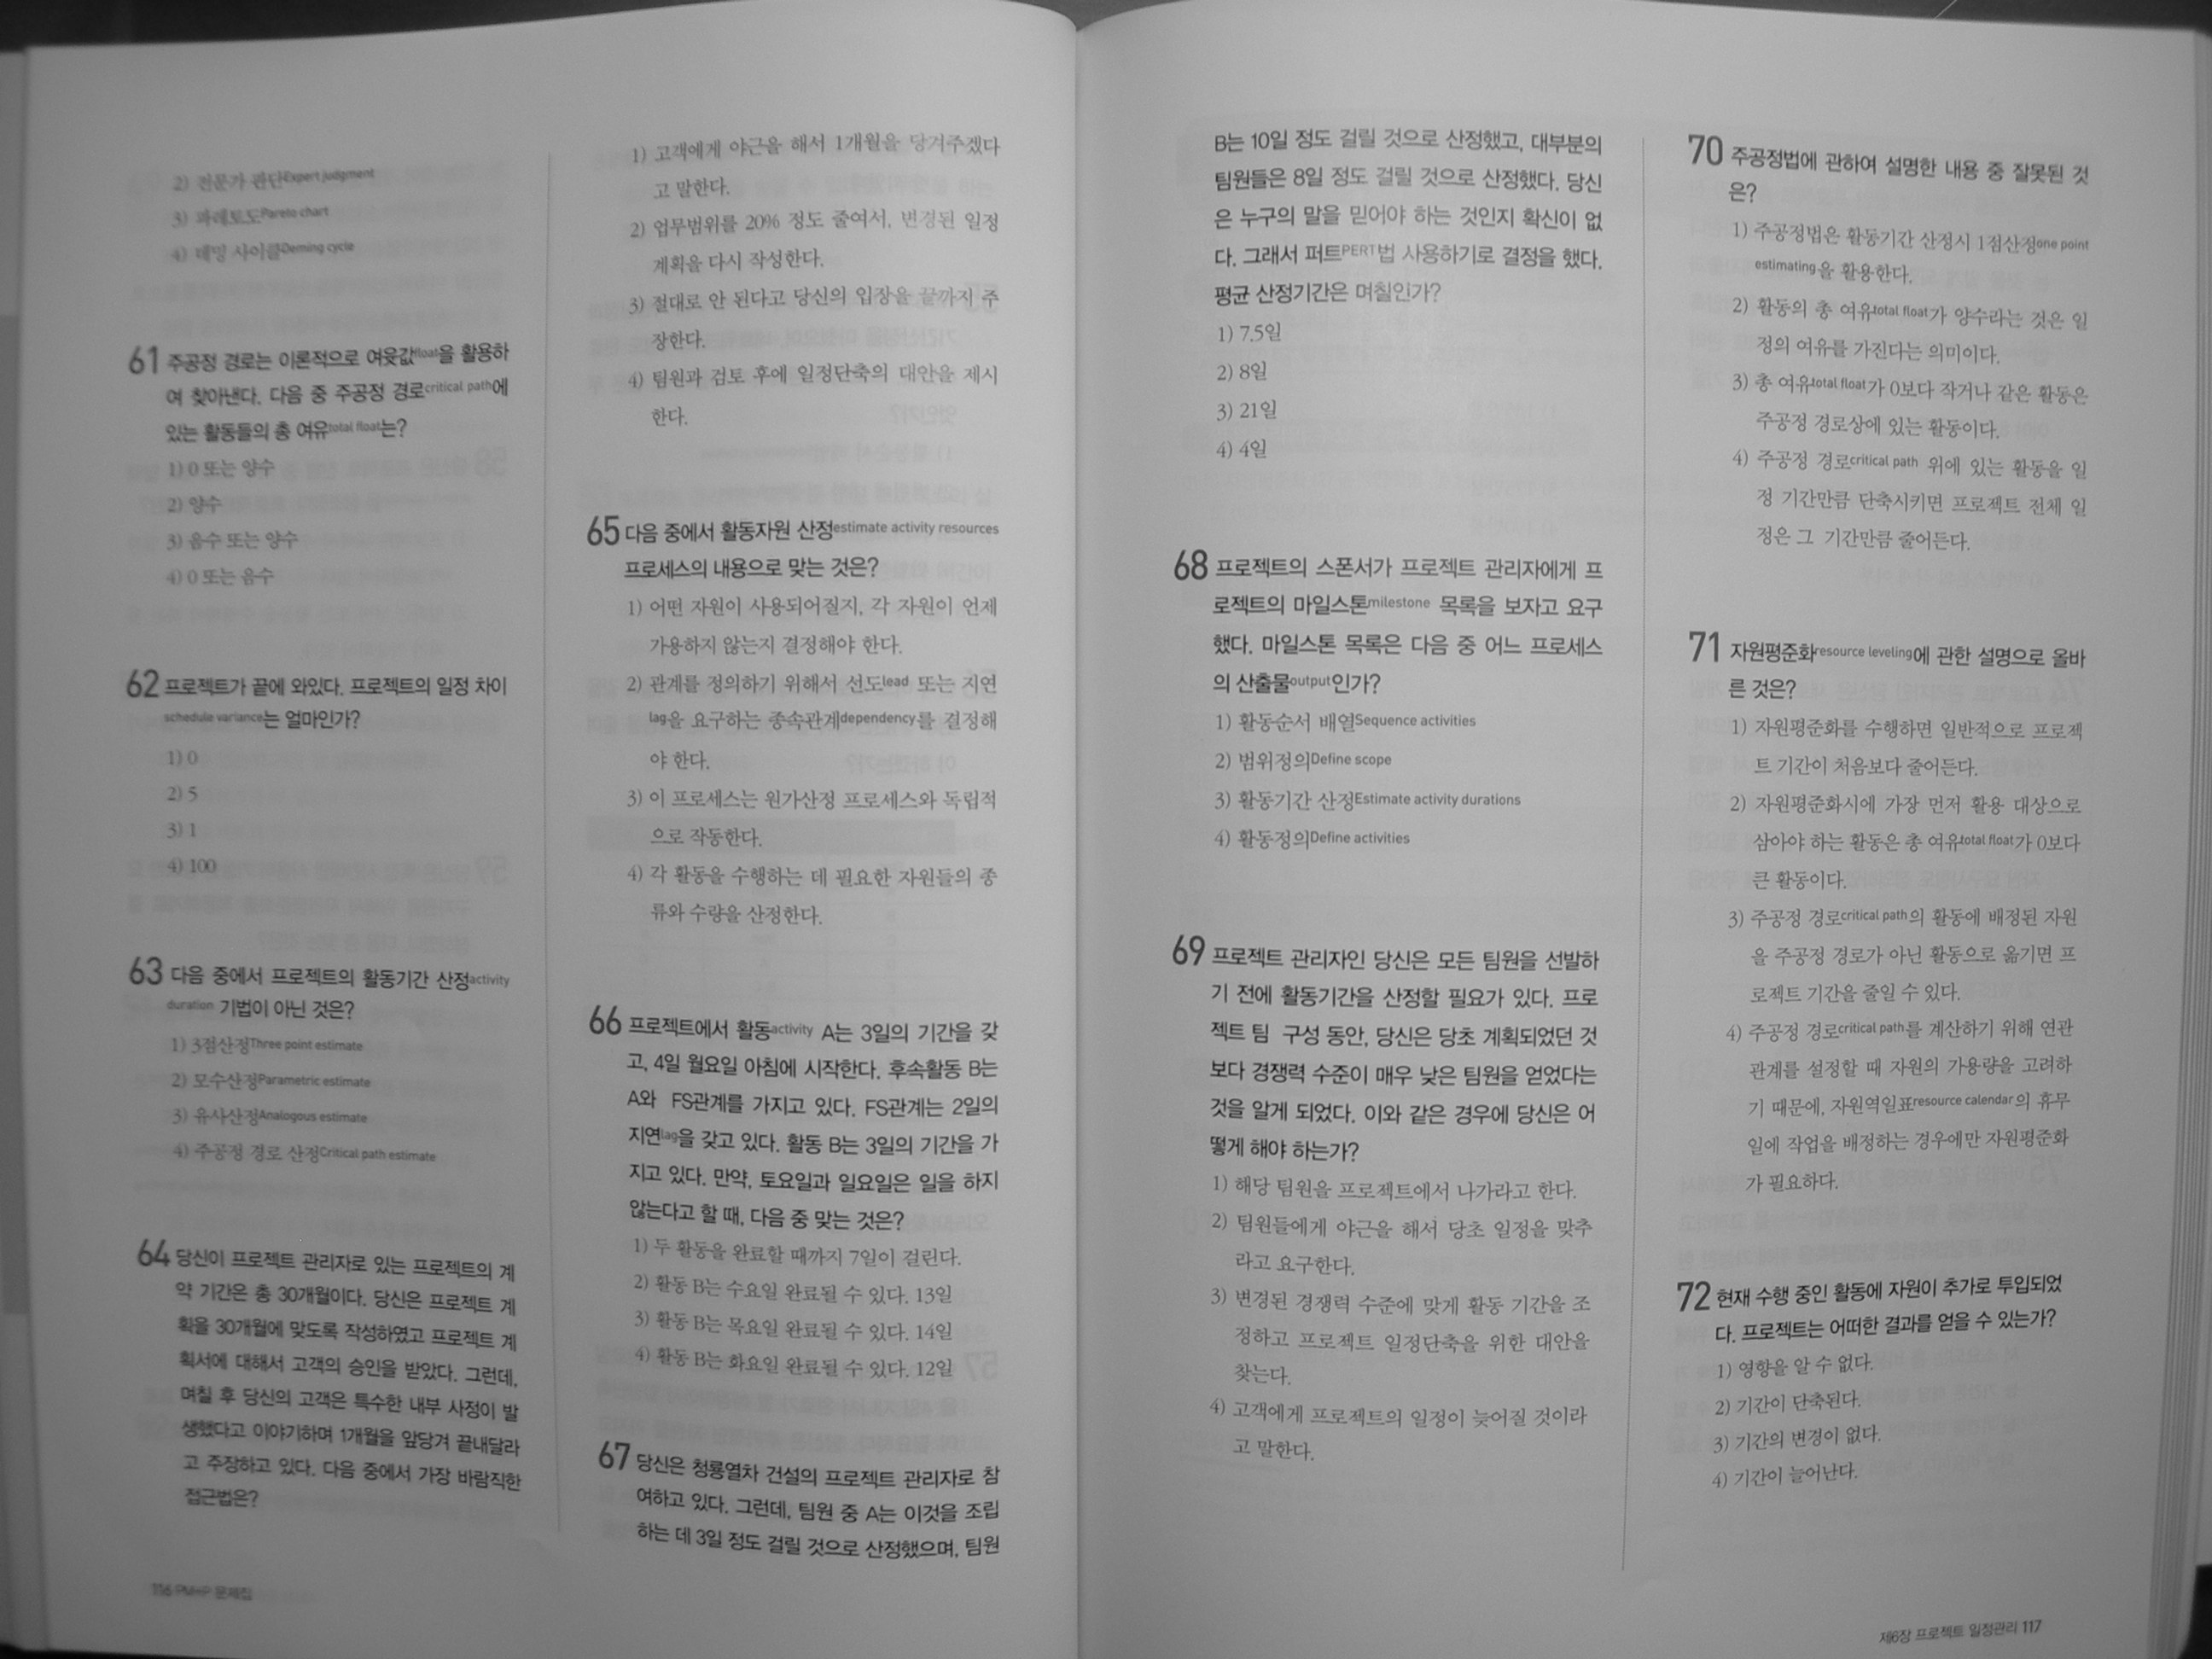 2) 전문가 판단Expert judgment
3) 파레토도Pareto chart
4) 데밍 사이클Deming cycle
61 주공정 경로는 이론적으로 여윳값float을 활용하
여 찾아낸다. 다음 중 주공정 경로critical path에
있는 활동들의 총 여유total float는?
1) 0 또는 양수
2) 양수
3) 음수 또는 양수
4) 0 또는 음수
62 프로젝트가 끝에 와있다. 프로젝트의 일정 차이
schedule variance는 얼마인가?
1) 0
2) 5
3) 1
4) 100
63 다음 중에서 프로젝트의 활동기간 산정activity
duration 기법이 아닌 것은?
1) 3점산정Three point estimate
2) 모수산정Parametric estimate
3) 유사산정Analogous estimate
4) 주공정 경로 산정Critical path estimate
64 당신이 프로젝트 관리자로 있는 프로젝트의 계
약 기간은 총 30개월이다. 당신은 프로젝트 계
획을 30개월에 맞도록 작성하였고 프로젝트 계
획서에 대해서 고객의 승인을 받았다. 그런데,
며칠 후 당신의 고객은 특수한 내부 사정이 발
생했다고 이야기하며 1개월을 앞당겨 끝내달라
고 주장하고 있다. 다음 중에서 가장 바람직한
접근법은?
116 PM+P 문제집
1) 고객에게 야근을 해서 1개월을 당겨주겠다
고 말한다.
2) 업무범위를 20% 정도 줄여서, 변경된 일정
계획을 다시 작성한다.
3) 절대로 안 된다고 당신의 입장을 끝까지 주
장한다.
4) 팀원과 검토 후에 일정단축의 대안을 제시
한다.
65 다음 중에서 활동자원 산정estimate activity resources
프로세스의 내용으로 맞는 것은?
1) 어떤 자원이 사용되어질지, 각 자원이 언제
가용하지 않는지 결정해야 한다.
2) 관계를 정의하기 위해서 선도lead 또는 지연
lag을 요구하는 종속관계dependency를 결정해
야 한다.
3) 이 프로세스는 원가산정 프로세스와 독립적
으로 작동한다.
4) 각 활동을 수행하는 데 필요한 자원들의 종
류와 수량을 산정한다.
66 프로젝트에서 활동activity A는 3일의 기간을 갖
고, 4일 월요일 아침에 시작한다. 후속활동 B는
A와 FS관계를 가지고 있다. FS관계는 2일의
지연lag을 갖고 있다. 활동 B는 3일의 기간을 가
지고 있다. 만약, 토요일과 일요일은 일을 하지
않는다고 할 때, 다음 중 맞는 것은?
1) 두 활동을 완료할 때까지 7일이 걸린다.
2) 활동 B는 수요일 완료될 수 있다. 13일
3) 활동 B는 목요일 완료될 수 있다. 14일
4) 활동 B는 화요일 완료될 수 있다. 12일
67 당신은 청룡열차 건설의 프로젝트 관리자로 참
여하고 있다. 그런데, 팀원 중 A는 이것을 조립
하는 데 3일 정도 걸릴 것으로 산정했으며, 팀원
B는 10일 정도 걸릴 것으로 산정했고, 대부분의
팀원들은 8일 정도 걸릴 것으로 산정했다. 당신
은 누구의 말을 믿어야 하는 것인지 확신이 없
다. 그래서 퍼트PERT법 사용하기로 결정을 했다.
평균 산정기간은 며칠인가?
1) 7.5일
2) 8일
3) 21일
4) 4일
68 프로젝트의 스폰서가 프로젝트 관리자에게 프
로젝트의 마일스톤milestone 목록을 보자고 요구
했다. 마일스톤 목록은 다음 중 어느 프로세스
의 산출물output인가?
1) 활동순서 배열Sequence activities
2) 범위정의Define scope
3) 활동기간 산정Estimate activity durations
4) 활동정의Define activities
69 프로젝트 관리자인 당신은 모든 팀원을 선발하
기 전에 활동기간을 산정할 필요가 있다. 프로
젝트 팀 구성 동안, 당신은 당초 계획되었던 것
보다 경쟁력 수준이 매우 낮은 팀원을 얻었다는
것을 알게 되었다. 이와 같은 경우에 당신은 어
떻게 해야 하는가?
1) 해당 팀원을 프로젝트에서 나가라고 한다.
2) 팀원들에게 야근을 해서 당초 일정을 맞추
라고 요구한다.
3) 변경된 경쟁력 수준에 맞게 활동 기간을 조
정하고 프로젝트 일정단축을 위한 대안을
찾는다.
4) 고객에게 프로젝트의 일정이 늦어질 것이라
고 말한다.
70 주공정법에 관하여 설명한 내용 중 잘못된 것
은?
1) 주공정법은 활동기간 산정시 1점산정one point
estimating을 활용한다.
2) 활동의 총 여유total float가 양수라는 것은 일
정의 여유를 가진다는 의미이다.
3) 총 여유total float가 0보다 작거나 같은 활동은
주공정 경로상에 있는 활동이다.
4) 주공정 경로critical path 위에 있는 활동을 일
정 기간만큼 단축시키면 프로젝트 전체 일
정은 그 기간만큼 줄어든다.
71 자원평준화resource leveling에 관한 설명으로 올바
른 것은?
1) 자원평준화를 수행하면 일반적으로 프로젝
트 기간이 처음보다 줄어든다.
2) 자원평준화시에 가장 먼저 활용 대상으로
삼아야 하는 활동은 총 여유total float가 0보다
큰 활동이다.
3) 주공정 경로critical path의 활동에 배정된 자원
을 주공정 경로가 아닌 활동으로 옮기면 프
로젝트 기간을 줄일 수 있다.
4) 주공정 경로critical path를 계산하기 위해 연관
관계를 설정할 때 자원의 가용량을 고려하
기 때문에, 자원역일표resource calendar의 휴무
일에 작업을 배정하는 경우에만 자원평준화
가 필요하다.
72 현재 수행 중인 활동에 자원이 추가로 투입되었
다. 프로젝트는 어떠한 결과를 얻을 수 있는가?
1) 영향을 알 수 없다.
2) 기간이 단축된다.
3) 기간의 변경이 없다.
4) 기간이 늘어난다.
제6장 프로젝트 일정관리 117